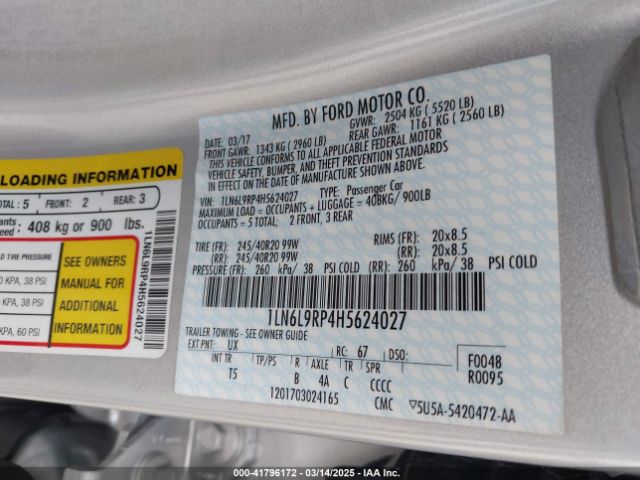 MFD. BY FORD MOTOR CO.
03/17 GVWR: 2504 KG ( 5520 LB)
FRONT GAWR: 1343 KG ( 2960 LB) REAR GAWR: 1161 KG ( 2560 LB)
THIS VEHICLE CONFORMS TO ALL APPLICABLE FEDERAL MOTOR
VEHICLE SAFETY, BUMPER, AND THEFT PREVENTION STANDARDS
IN EFFECT ON THE DATE OF MANUFACTURE SHOWN ABOVE.
VIN: 1LN6L9RP4H5624027 TYPE: Passenger Car
MAXIMUM LOAD = OCCUPANTS + LUGGAGE = 408KG/ 900LB
OCCUPANTS = 5 TOTAL; 2 FRONT, 3 REAR
TIRE (FF): 245/40R20 99W RIMS (FF): 20x8.5
(RR): 245/40R20 99W (RR): 20x8.5
PRESSURE (FF): 260 kPa/ 38 PSI COLD (RR): 260 kPa/ 38 PSI COLD
1LN6L9RP4H5624027
TRAILER TOWING - SEE OWNER GUIDE
EXT PNT: UX RC: 67 DSO:
INT TR TP/PS R AXLE TR SPR
T5 B 4A C CCCC
F0048
R0095
1201703024165 CMC 5U5A-5420472-AA
LOADING INFORMATION
TOTAL : 5 FRONT: 2 REAR: 3
408 kg or 900 lbs.
TIRE PRESSURE
KPA, 38 PSI
KPA, 38 PSI
KPA, 60 PSI
SEE OWNERS
MANUAL FOR
ADDITIONAL
INFORMATION
1LN6L9RP4H5624027
000-41796172 - 03/14/2025 - IAA Inc.